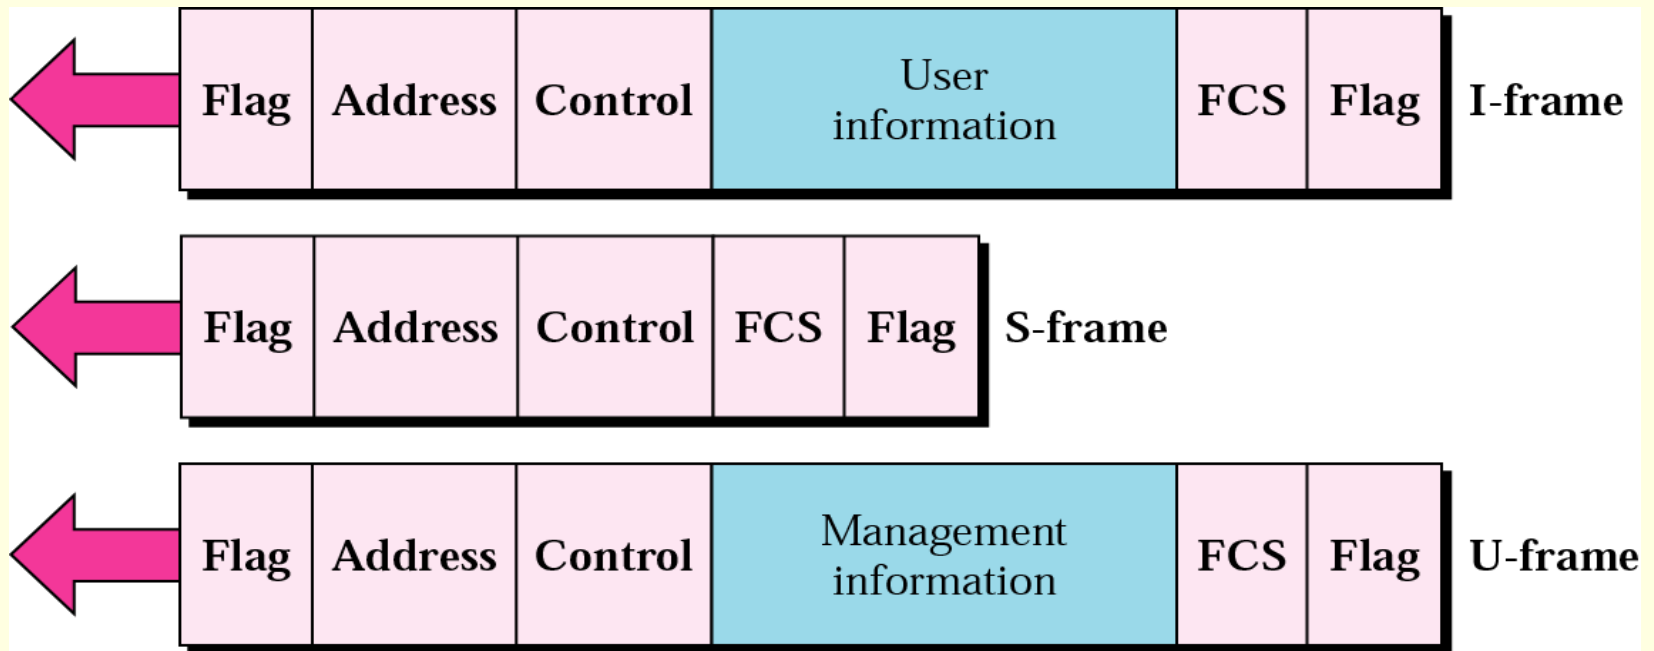 Flag Address Control User information FCS Flag I-frame
Flag Address Control FCS Flag S-frame
Flag Address Control Management information FCS Flag U-frame